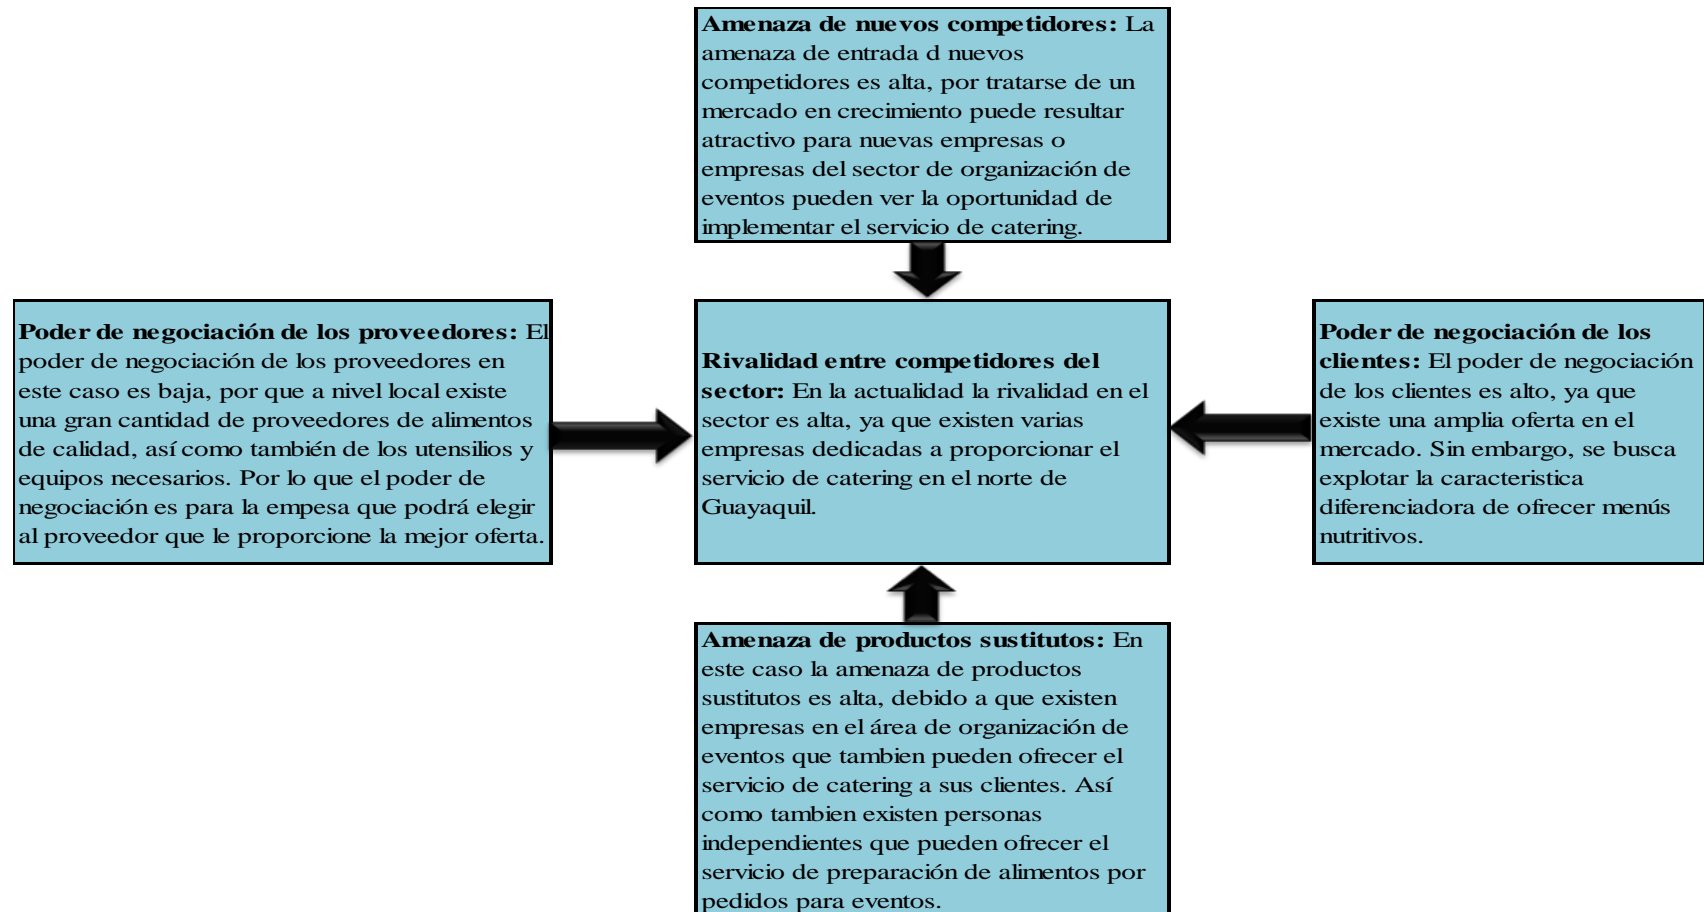 Amenaza de nuevos competidores: La
amenaza de entrada d nuevos
competidores es alta, por tratarse de un
mercado en crecimiento puede resultar
atractivo para nuevas empresas o
empresas del sector de organización de
eventos pueden ver la oportunidad de
implementar el servicio de catering.
Poder de negociación de los proveedores: El
poder de negociación de los proveedores en
este caso es baja, por que a nivel local existe
una gran cantidad de proveedores de alimentos
de calidad, así como también de los utensilios y
equipos necesarios. Por lo que el poder de
negociación es para la empesa que podrá elegir
al proveedor que le proporcione la mejor oferta.
Rivalidad entre competidores del
sector: En la actualidad la rivalidad en el
sector es alta, ya que existen varias
empresas dedicadas a proporcionar el
servicio de catering en el norte de
Guayaquil.
Poder de negociación de los
clientes: El poder de negociación
de los clientes es alto, ya que
existe una amplia oferta en el
mercado. Sin embargo, se busca
explotar la caracteristica
diferenciadora de ofrecer menús
nutritivos.
Amenaza de productos sustitutos: En
este caso la amenaza de productos
sustitutos es alta, debido a que existen
empresas en el área de organización de
eventos que tambien pueden ofrecer el
servicio de catering a sus clientes. Así
como tambien existen personas
independientes que pueden ofrecer el
servicio de preparación de alimentos por
pedidos para eventos.